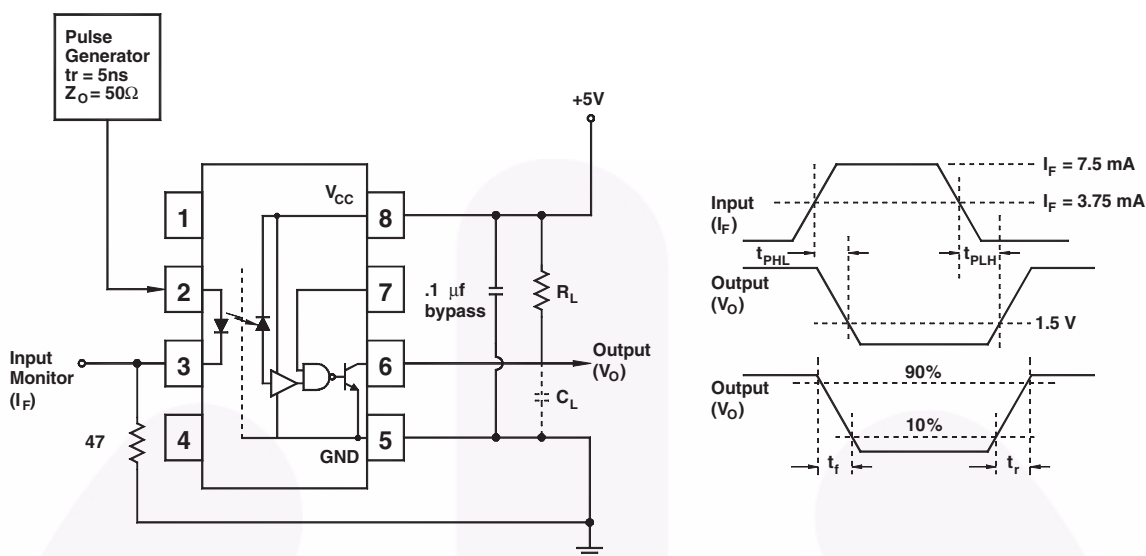 Pulse
Generator
tr = 5ns
ZO = 50Ω
+5V
VCC
1
8
2
7
.1 μf
bypass
RL
Input
Monitor
(IF)
3
6
Output
(VO)
CL
47
4
5
GND
IF = 7.5 mA
Input
(IF)
IF = 3.75 mA
tPHL
tPLH
Output
(VO)
1.5 V
Output
(VO)
90%
10%
tf
tr